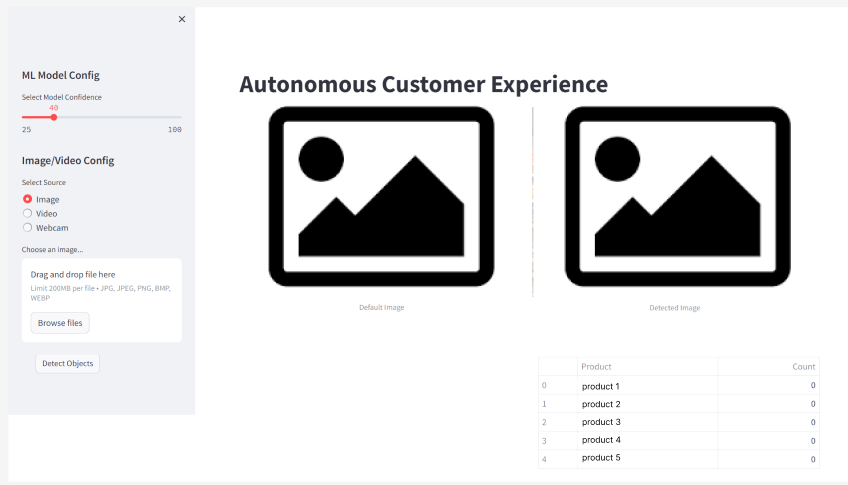 ML Model Config
Select Model Confidence
40
25 100
Image/Video Config
Select Source
Image
Video
Webcam
Choose an image...
Drag and drop file here
Limit 200MB per file • JPG, JPEG, PNG, BMP,
WEBP
Browse files
Detect Objects
Autonomous Customer Experience
Default Image
Detected Image
Product Count
0 product 1 0
1 product 2 0
2 product 3 0
3 product 4 0
4 product 5 0